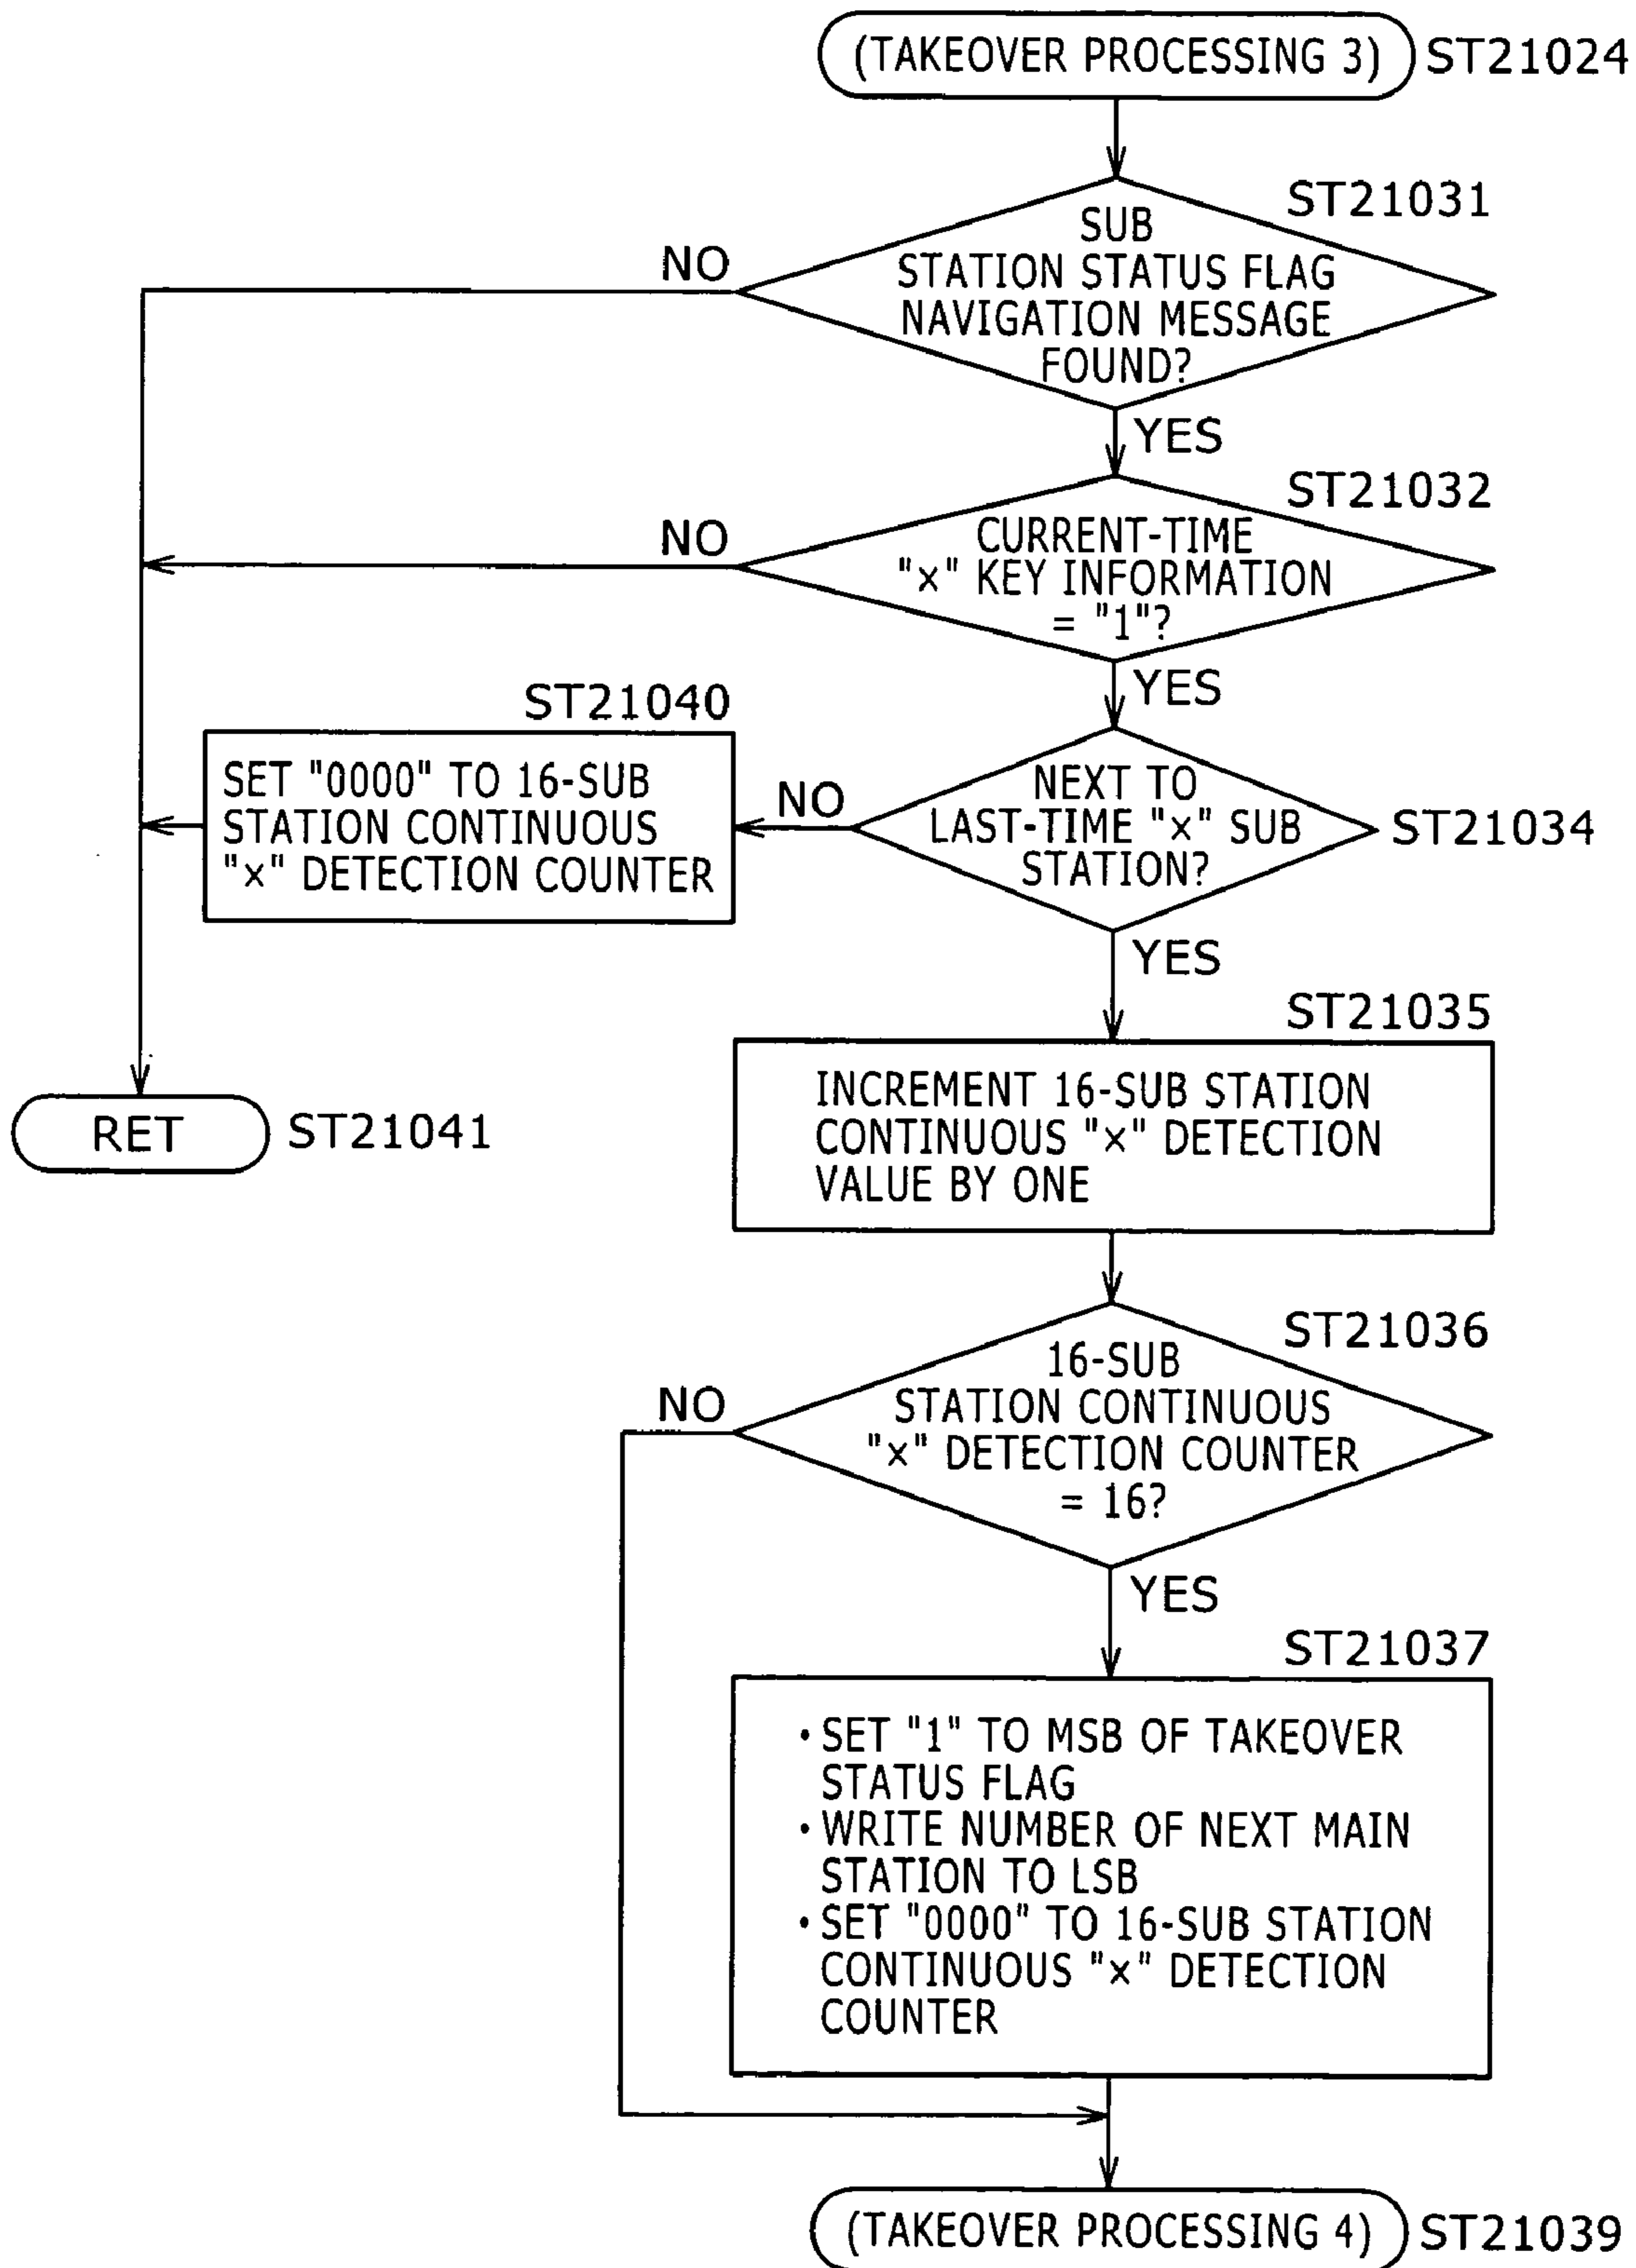 (TAKEOVER PROCESSING 3) ST21024
ST21031
SUB
STATION STATUS FLAG
NAVIGATION MESSAGE
FOUND?
NO
YES
ST21032
CURRENT-TIME
"×" KEY INFORMATION
= "1"?
NO
YES
ST21034
NEXT TO
LAST-TIME "×" SUB
STATION?
NO
ST21040
SET "0000" TO 16-SUB
STATION CONTINUOUS
"×" DETECTION COUNTER
RET ST21041
YES
ST21035
INCREMENT 16-SUB STATION
CONTINUOUS "×" DETECTION
VALUE BY ONE
ST21036
16-SUB
STATION CONTINUOUS
"×" DETECTION COUNTER
= 16?
NO
YES
ST21037
・SET "1" TO MSB OF TAKEOVER
STATUS FLAG
・WRITE NUMBER OF NEXT MAIN
STATION TO LSB
・SET "0000" TO 16-SUB STATION
CONTINUOUS "×" DETECTION
COUNTER
(TAKEOVER PROCESSING 4) ST21039